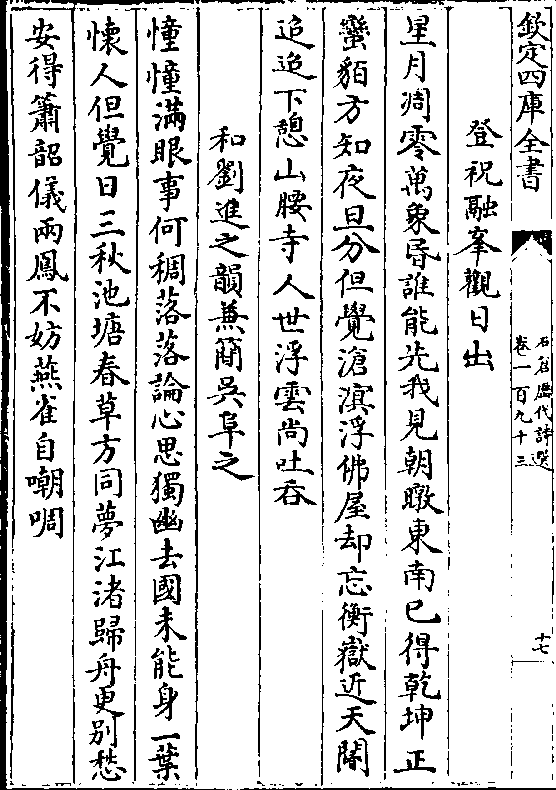 欽定四庫全書
石倉歷代詩選
卷一百九十三
十七
登祝融峯觀日出
星月凋零萬象昏誰能先我見朝暾東南已得乾坤正
蠻貊方知夜旦分但覺滄溟浮佛屋却忘衡嶽近天閽
迢迢下憩山腰寺人世浮雲尚吐吞
和劉進之韻兼簡吳阜之
憧憧滿眼事何稠落落論心思獨幽去國未能身一葉
懷人但覺日三秋池塘春草方同夢江渚歸舟更別愁
安得簫韶儀兩鳳不妨燕雀自嘲啁